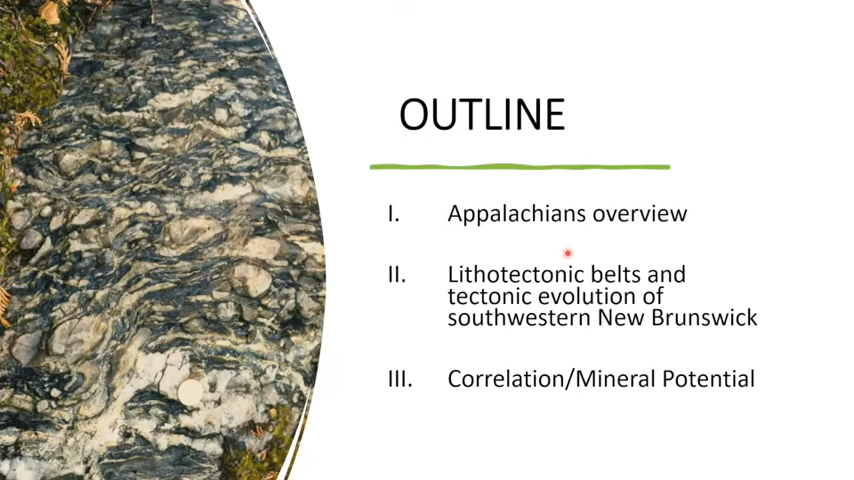 OUTLINE
I. Appalachians overview
II. Lithotectonic belts and
tectonic evolution of
southwestern New Brunswick
III. Correlation/Mineral Potential